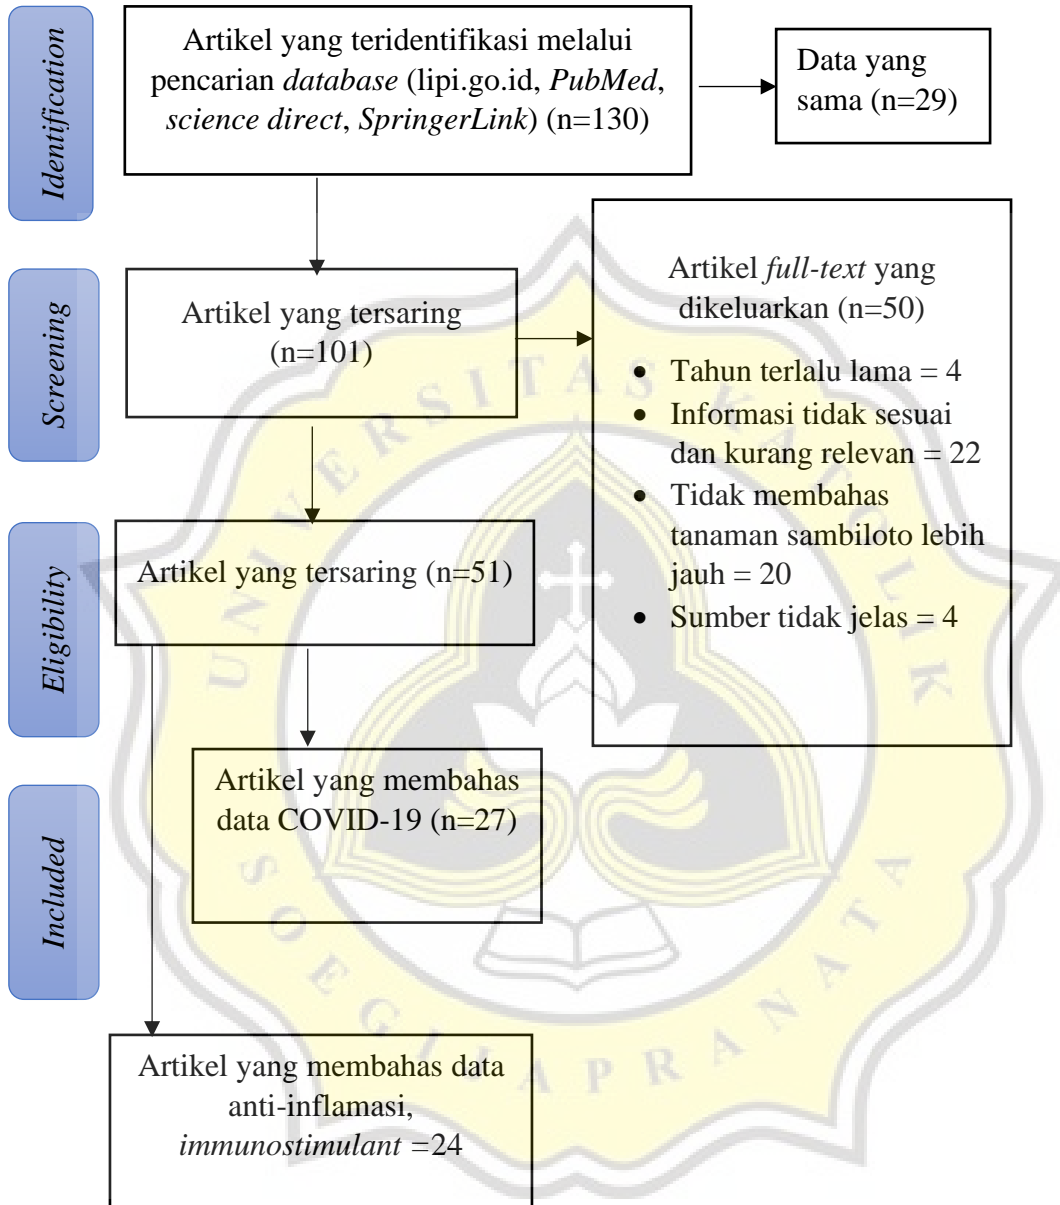 Identification
Artikel yang teridentifikasi melalui
pencarian database (lipi.go.id, PubMed,
science direct, SpringerLink) (n=130)
Data yang
sama (n=29)
Screening
Artikel yang tersaring
(n=101)
Artikel full-text yang
dikeluarkan (n=50)
• Tahun terlalu lama = 4
• Informasi tidak sesuai
dan kurang relevan = 22
• Tidak membahas
tanaman sambiloto lebih
jauh = 20
• Sumber tidak jelas = 4
Eligibility
Artikel yang tersaring (n=51)
Included
Artikel yang membahas
data COVID-19 (n=27)
Artikel yang membahas data
anti-inflamasi,
immunostimulant =24
UNIVERSITAS KATOLIK
SOEGIJAPRANATA